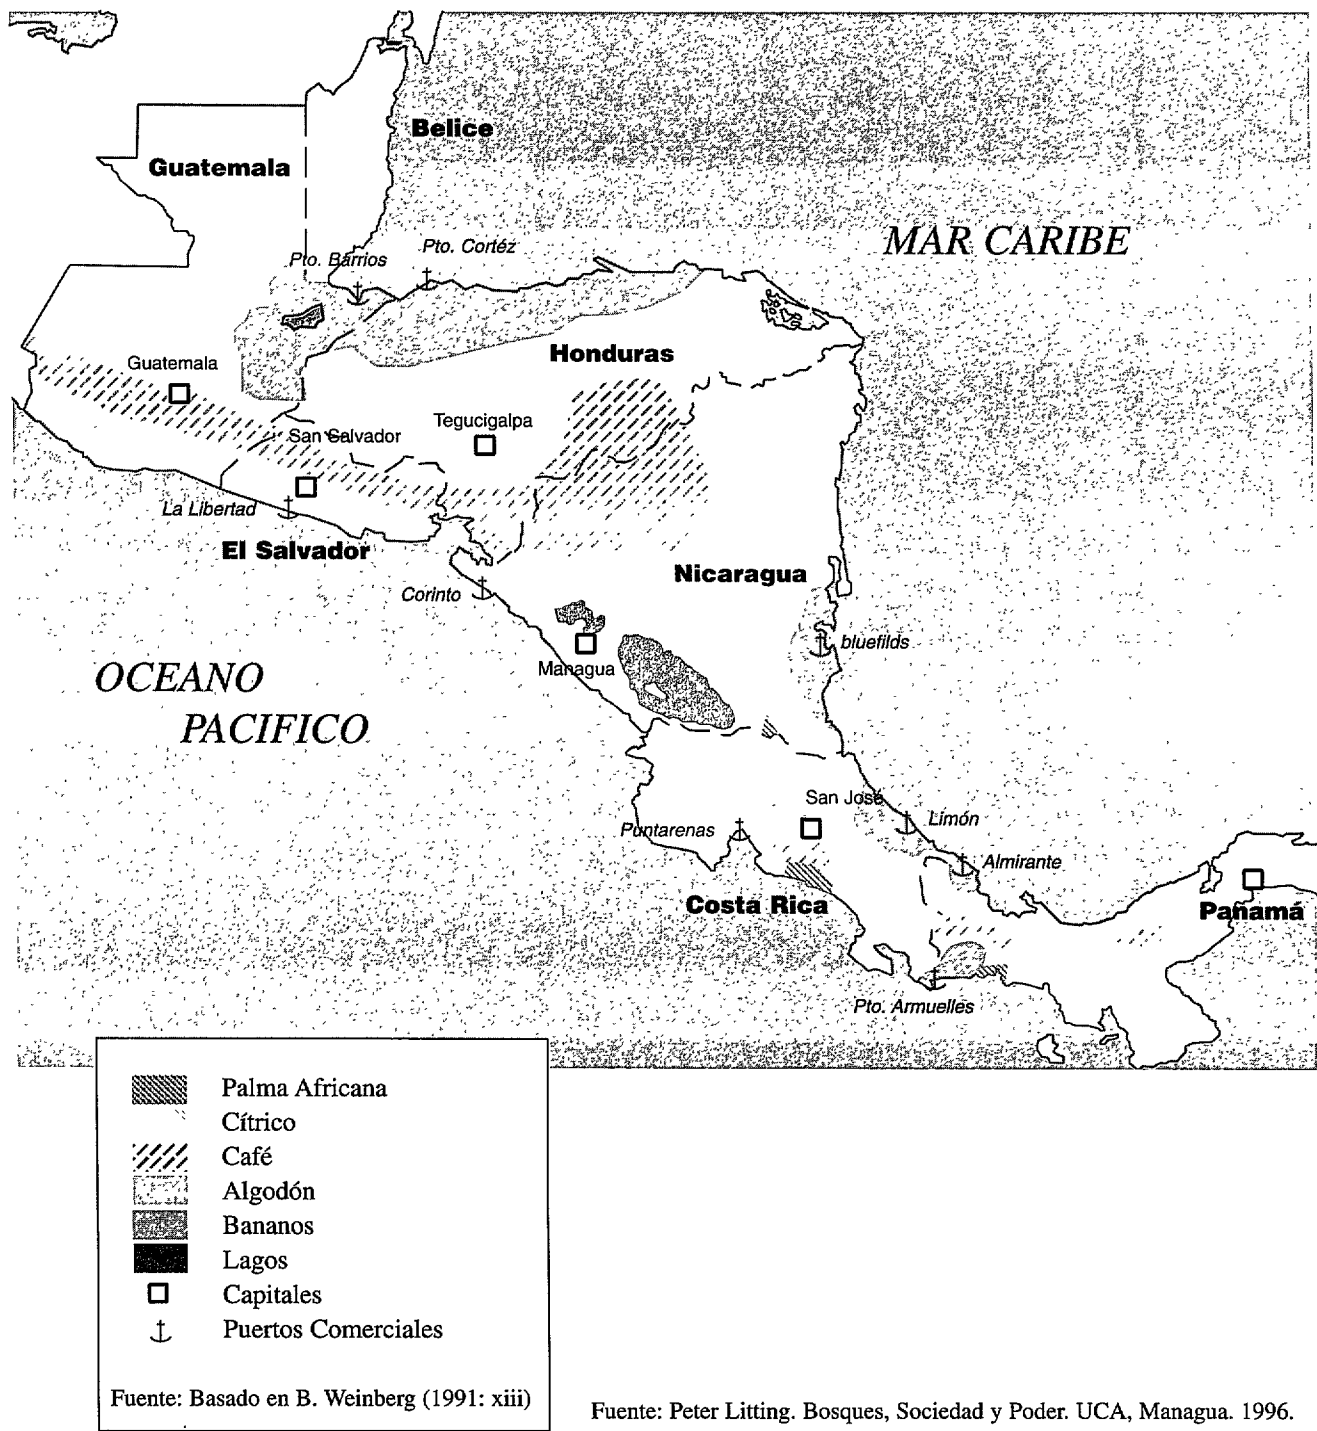 Belice
Guatemala
MAR CARIBE
Pto. Cortéz
Pto. Barrios
Honduras
Guatemala
Tegucigalpa
San Salvador
La Libertad
El Salvador
Nicaragua
Corinto
bluefilds
Managua
OCEANO
PACIFICO
San José
Limón
Puntarenas
Almirante
Costa Rica
Panamá
Pto. Armuelles
Palma Africana
Cítrico
Café
Algodón
Bananos
Lagos
Capitales
Puertos Comerciales
Fuente: Basado en B. Weinberg (1991: xiii)
Fuente: Peter Litting. Bosques, Sociedad y Poder. UCA, Managua. 1996.